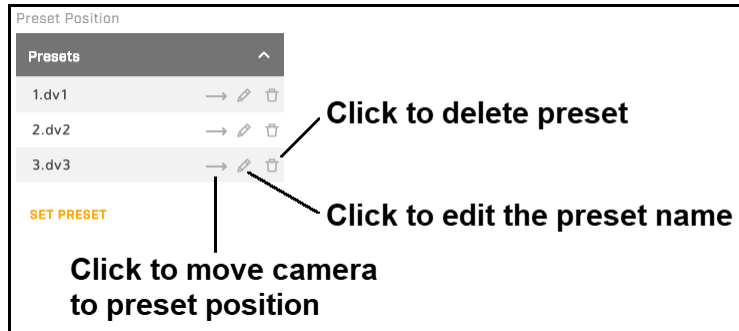 Preset Position
Presets
1.dv1
2.dv2
Click to delete preset
3.dv3
SET PRESET
Click to edit the preset name
Click to move camera
to preset position